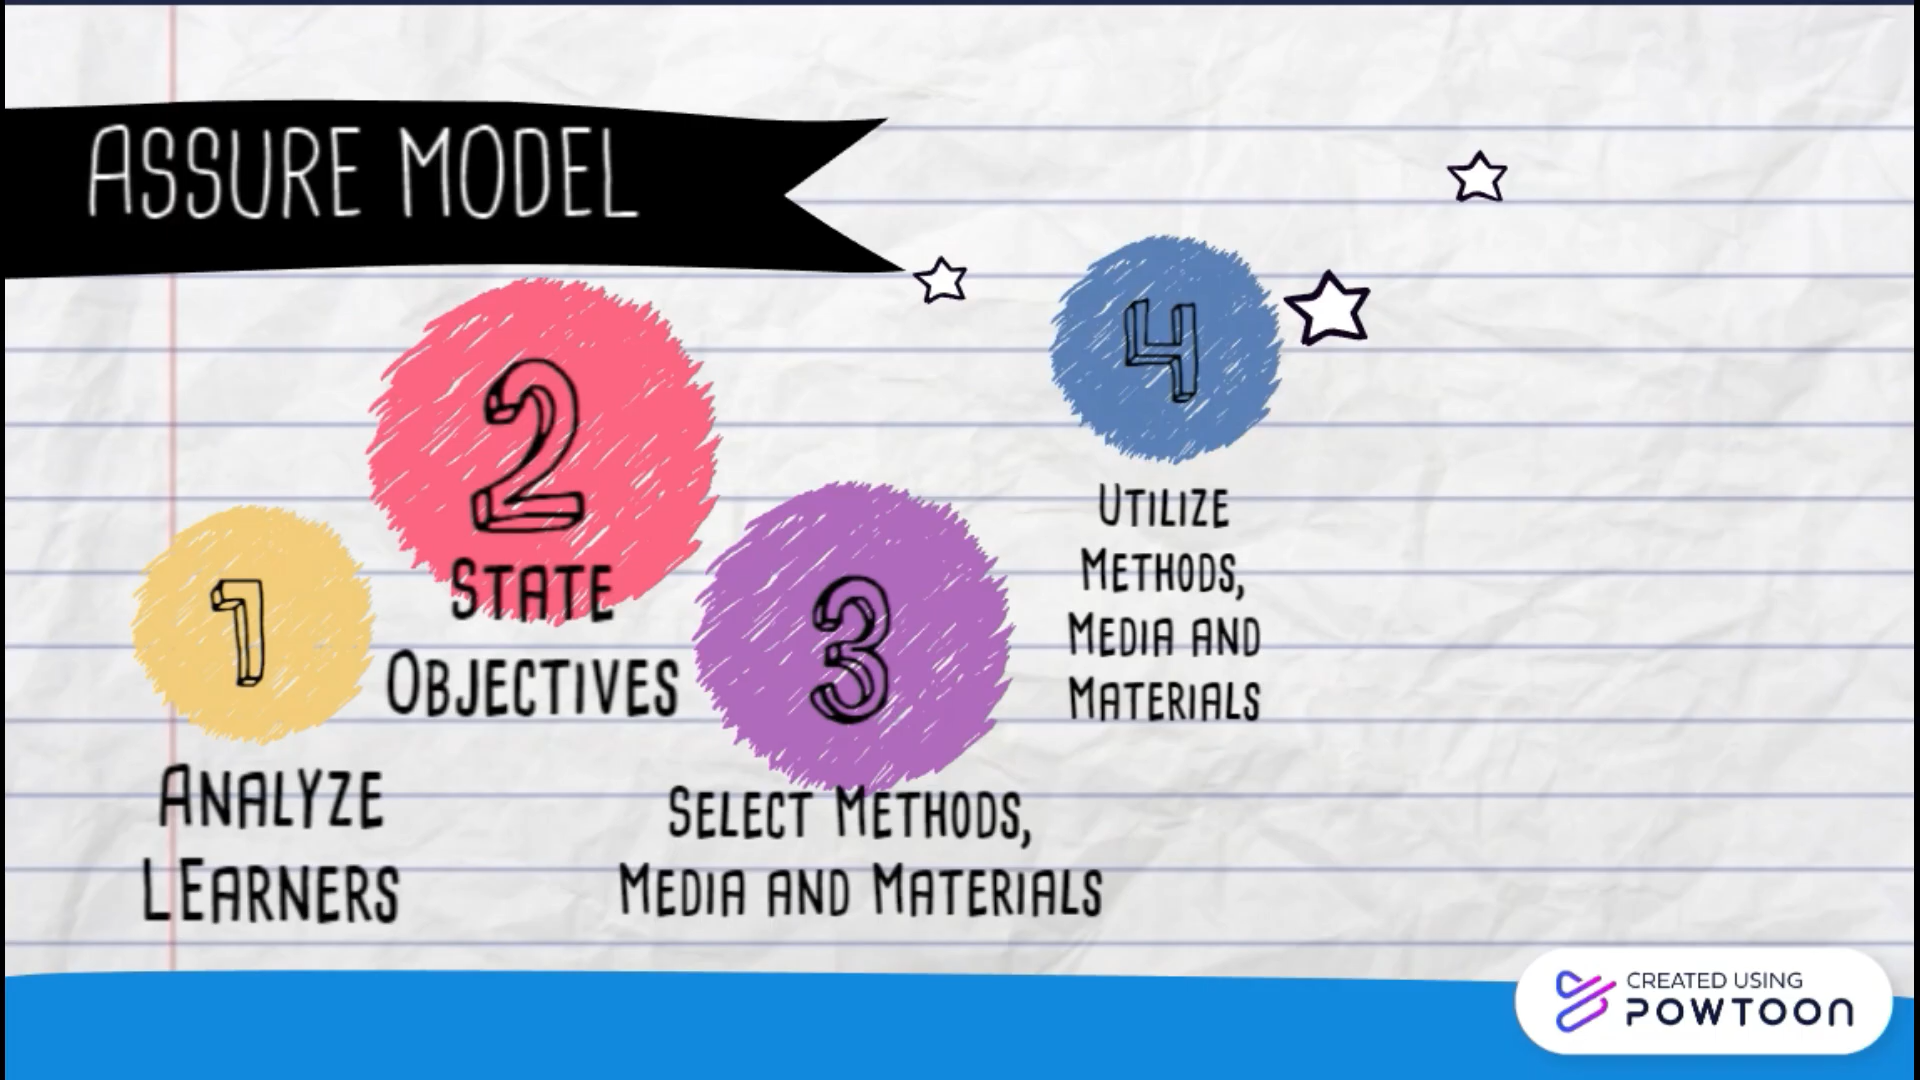 ASSURE MODEL
1
ANALYZE
LEARNERS
2
STATE
OBJECTIVES
3
SELECT METHODS,
MEDIA AND MATERIALS
4
UTILIZE
METHODS,
MEDIA AND
MATERIALS
CREATED USING
POWTOON